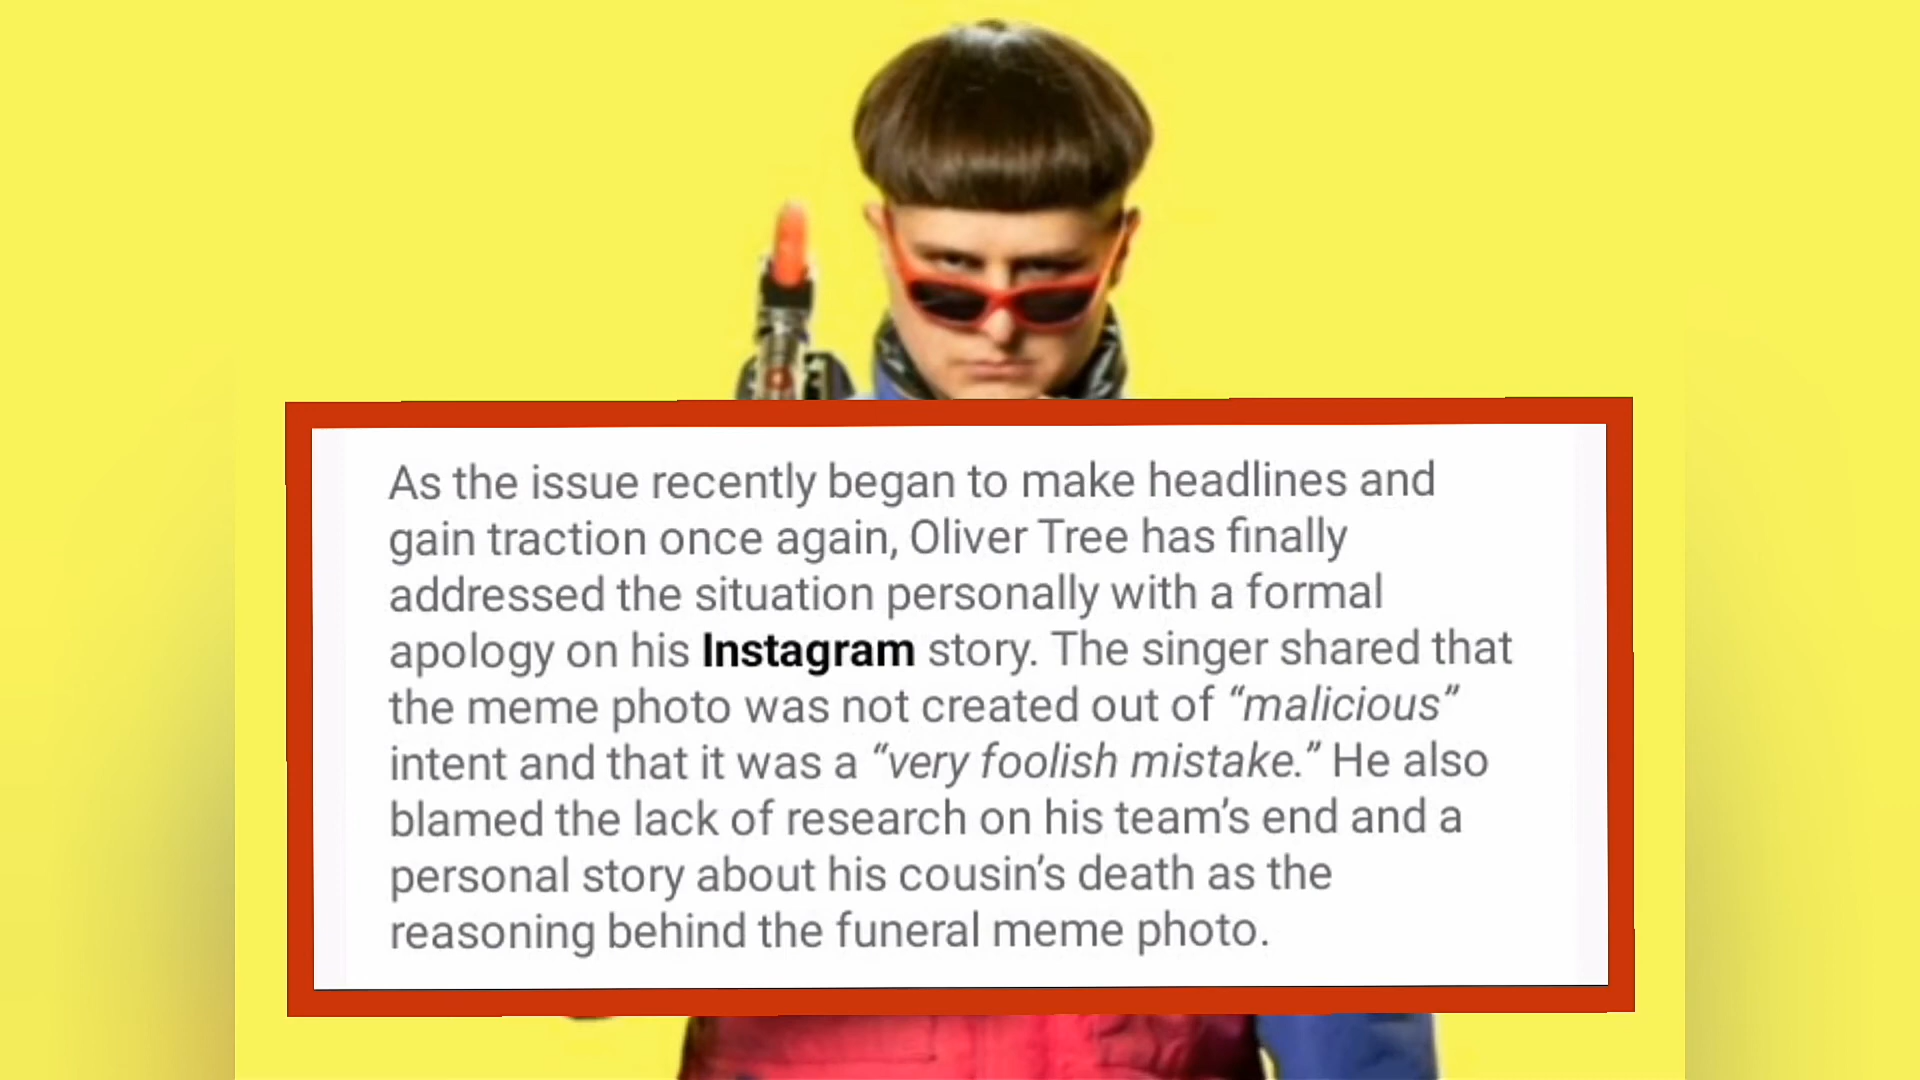 As the issue recently began to make headlines and
gain traction once again, Oliver Tree has finally
addressed the situation personally with a formal
apology on his Instagram story. The singer shared that
the meme photo was not created out of “malicious”
intent and that it was a “very foolish mistake.” He also
blamed the lack of research on his team’s end and a
personal story about his cousin’s death as the
reasoning behind the funeral meme photo.